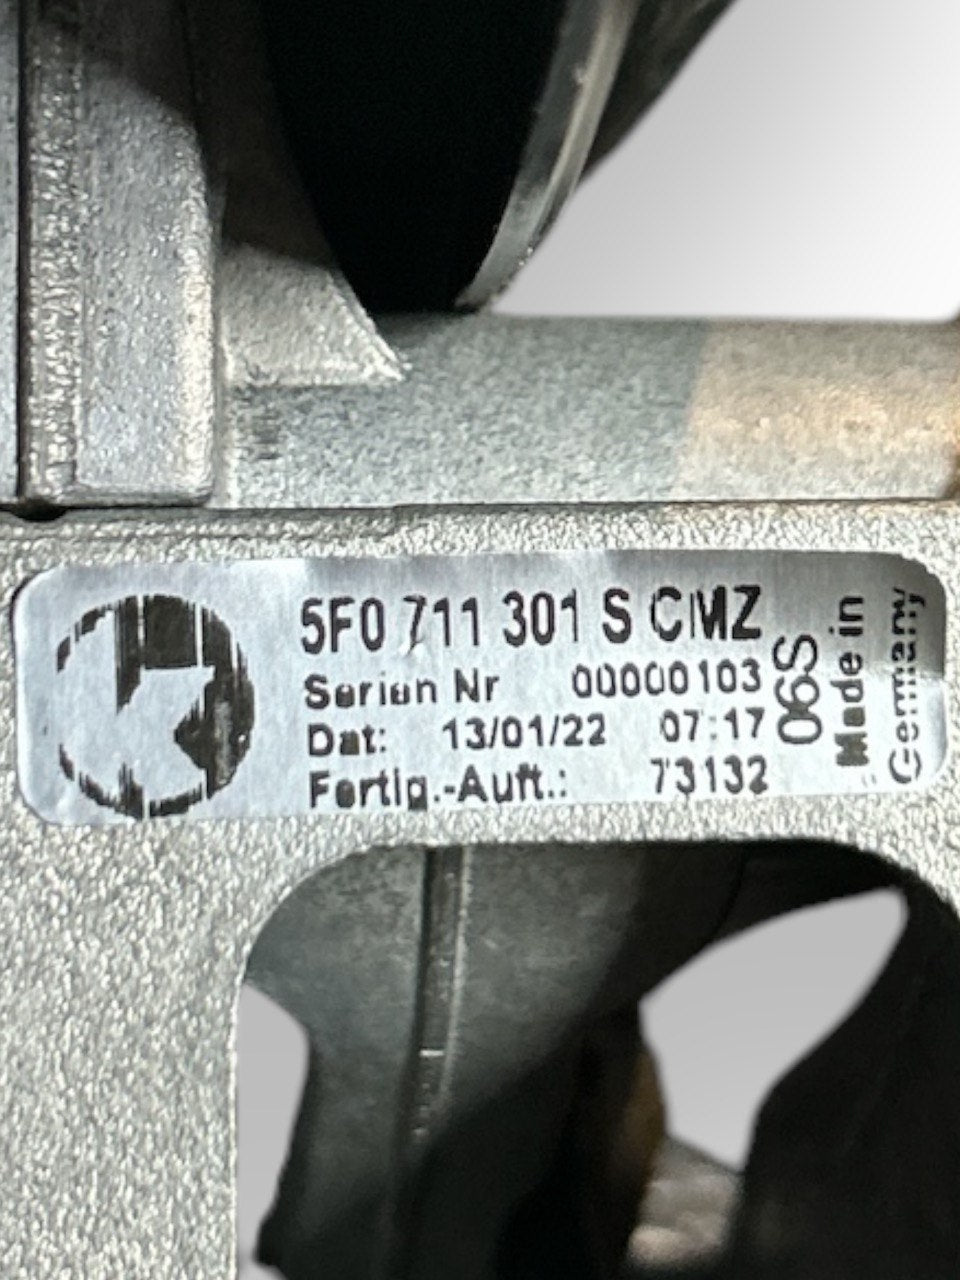 5F0 711 301 S CMZ
Serien Nr 00000103
Dat: 13/01/22 07:17
Fertig.-Auft.: 73132
06S
Made in
Germany